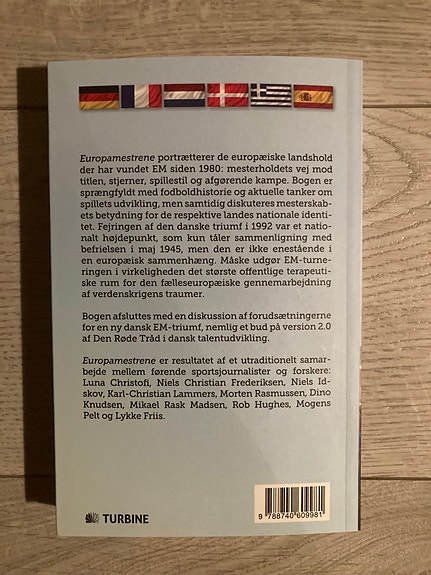 Europamestrene portrætterer de europæiske landshold
der har vundet EM siden 1980: mesterholdets vej mod
titlen, stjerner, spillestil og afgørende kampe. Bogen er
sprængfyldt med fodboldhistorie og aktuelle tanker om
spillets udvikling, men samtidig diskuteres mesterskab-
ets betydning for de respektive landes nationale identi-
tet. Fejringen af den danske triumf i 1992 var et nati-
onalt højdepunkt, som kun tåler sammenligning med
befrielsen i maj 1945, men den er ikke enestående i
en europæisk sammenhæng. Måske udgør EM-turne-
ringen i virkeligheden det største offentlige terapeuti-
ske rum for den fælleseuropæiske gennemarbejdning
af verdenskrigens traumer.
Bogen afsluttes med en diskussion af forudsætningerne
for en ny dansk EM-triumf, nemlig et bud på version 2.0
af Den Røde Tråd i dansk talentudvikling.
Europamestrene er resultatet af et utraditionelt samar-
bejde mellem førende sportsjournalister og forskere:
Luna Christofi, Niels Christian Frederiksen, Niels Id-
skov, Karl-Christian Lammers, Morten Rasmussen, Dino
Knudsen, Mikael Rask Madsen, Rob Hughes, Mogens
Pelt og Lykke Friis.
9 788740 609981
TURBINE